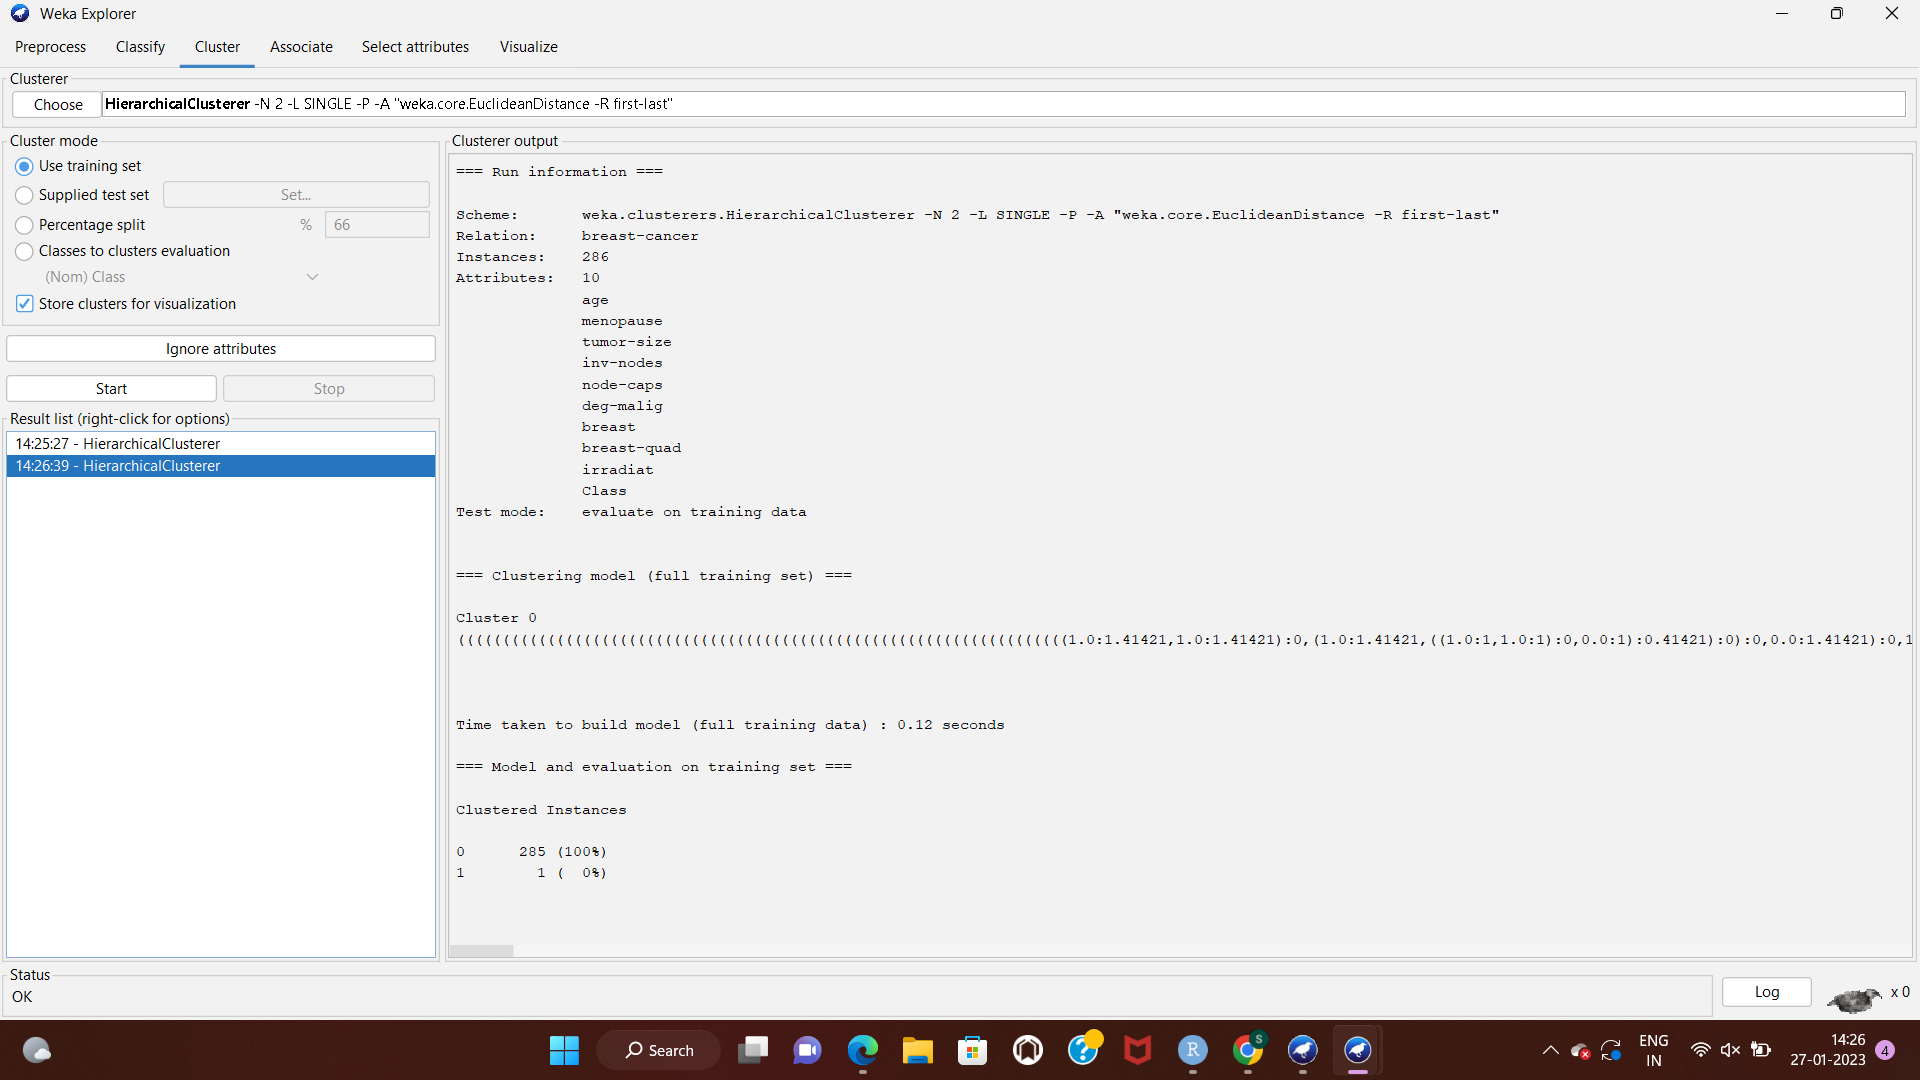 Weka Explorer
Preprocess Classify Cluster Associate Select attributes Visualize
Clusterer
Choose HierarchicalClusterer -N 2 -L SINGLE -P -A "weka.core.EuclideanDistance -R first-last"
Cluster mode
Use training set
Supplied test set Set...
Percentage split % 66
Classes to clusters evaluation
(Nom) Class
Store clusters for visualization
Ignore attributes
Start Stop
Result list (right-click for options)
14:25:27 - HierarchicalClusterer
14:26:39 - HierarchicalClusterer
Clusterer output
=== Run information ===
Scheme: weka.clusterers.HierarchicalClusterer -N 2 -L SINGLE -P -A "weka.core.EuclideanDistance -R first-last"
Relation: breast-cancer
Instances: 286
Attributes: 10
age
menopause
tumor-size
inv-nodes
node-caps
deg-malig
breast
breast-quad
irradiat
Class
Test mode: evaluate on training data
=== Clustering model (full training set) ===
Cluster 0
((((((((((((((((((((((((((((((((((((((((((((((((((((((((((((((((((((1.0:1.41421,1.0:1.41421):0,(1.0:1.41421,((1.0:1,1.0:1):0,0.0:1):0.41421):0):0,0.0:1.41421):0,1
Time taken to build model (full training data) : 0.12 seconds
=== Model and evaluation on training set ===
Clustered Instances
0 285 (100%)
1 1 ( 0%)
Status
OK
Log x 0
Search
S
R
ENG
IN
14:26
27-01-2023
4